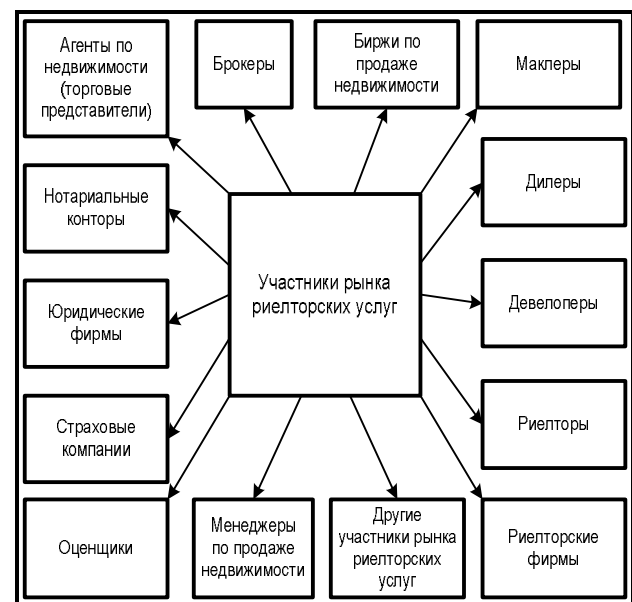 Агенты по
недвижимости
(торговые
представители)
Брокеры
Биржи по
продаже
недвижимости
Маклеры
Нотариальные
конторы
Дилеры
Участники рынка
риелторских услуг
Юридические
фирмы
Девелоперы
Страховые
компании
Риелторы
Оценщики
Менеджеры
по продаже
недвижимости
Другие
участники рынка
риелторских
услуг
Риелторские
фирмы